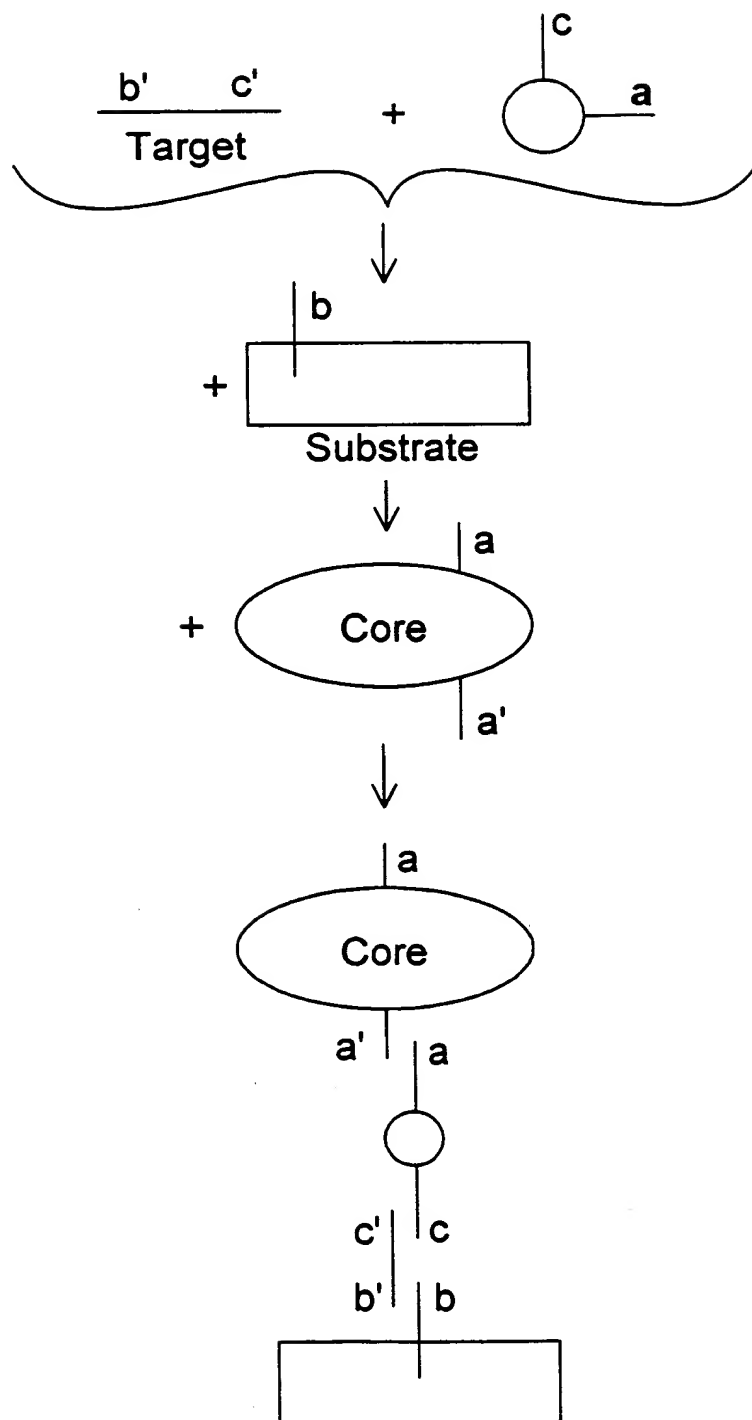 c
b' c' + a
Target
b
+
Substrate
a
+ Core
a'
a
Core
a' a
c' c
b' b